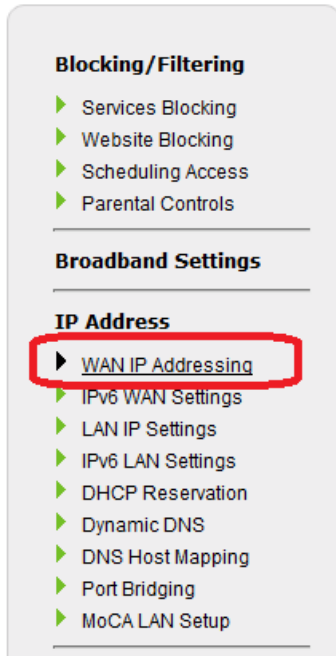 Blocking/Filtering
Services Blocking
Website Blocking
Scheduling Access
Parental Controls
Broadband Settings
IP Address
WAN IP Addressing
IPv6 WAN Settings
LAN IP Settings
IPv6 LAN Settings
DHCP Reservation
Dynamic DNS
DNS Host Mapping
Port Bridging
MoCA LAN Setup